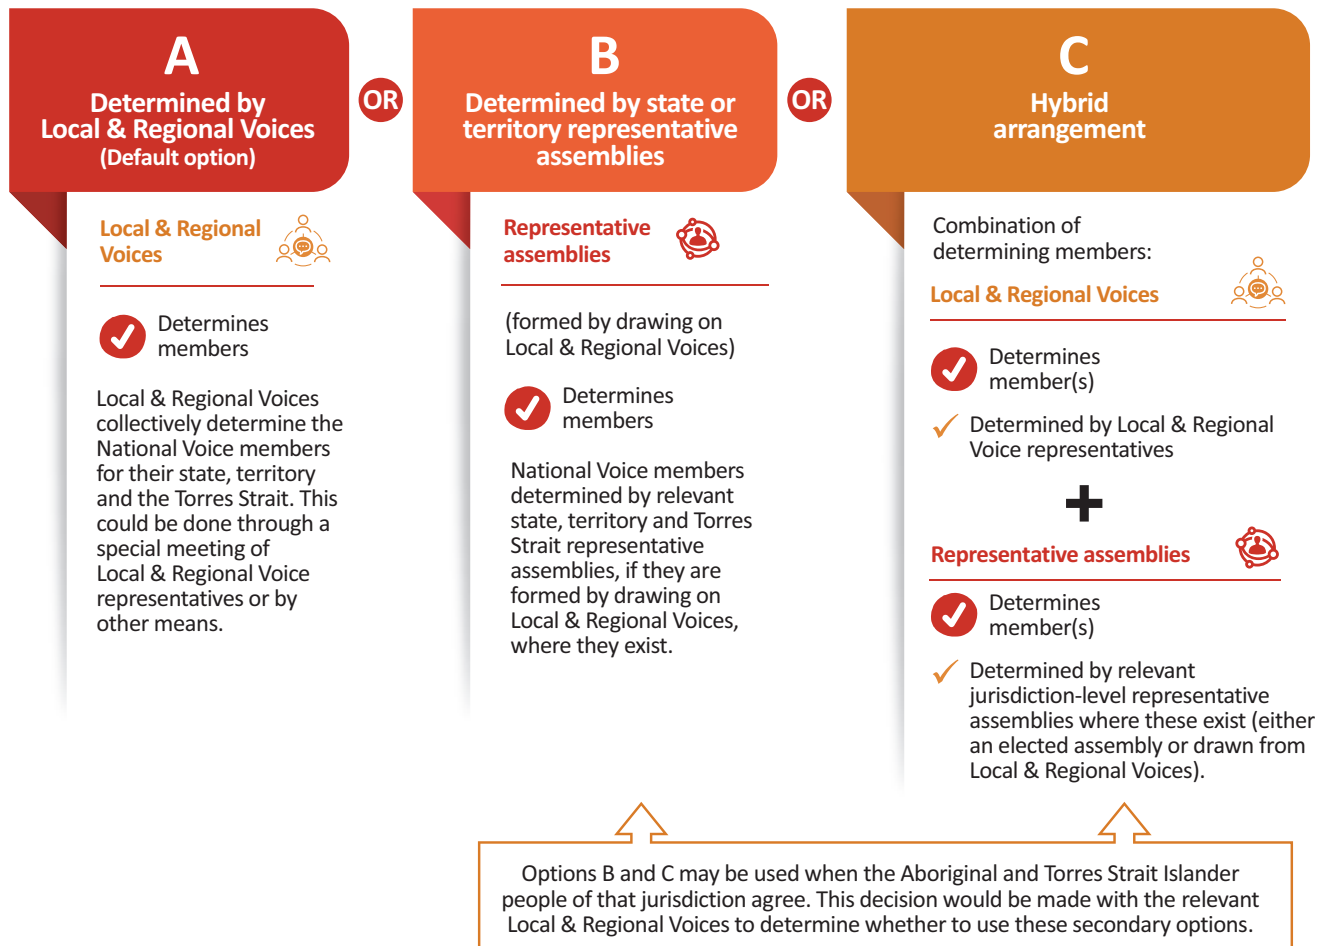 A
Determined by
Local & Regional Voices
(Default option)
Local & Regional
Voices
Determines
members
Local & Regional Voices
collectively determine the
National Voice members
for their state, territory
and the Torres Strait. This
could be done through a
special meeting of
Local & Regional Voice
representatives or by
other means.
OR
B
Determined by state or
territory representative
assemblies
Representative
assemblies
(formed by drawing on
Local & Regional Voices)
Determines
members
National Voice members
determined by relevant
state, territory and Torres
Strait representative
assemblies, if they are
formed by drawing on
Local & Regional Voices,
where they exist.
OR
C
Hybrid
arrangement
Combination of
determining members:
Local & Regional Voices
Determines
member(s)
Determined by Local & Regional
Voice representatives
+
Representative assemblies
Determines
member(s)
Determined by relevant
jurisdiction-level representative
assemblies where these exist (either
an elected assembly or drawn from
Local & Regional Voices).
Options B and C may be used when the Aboriginal and Torres Strait Islander
people of that jurisdiction agree. This decision would be made with the relevant
Local & Regional Voices to determine whether to use these secondary options.